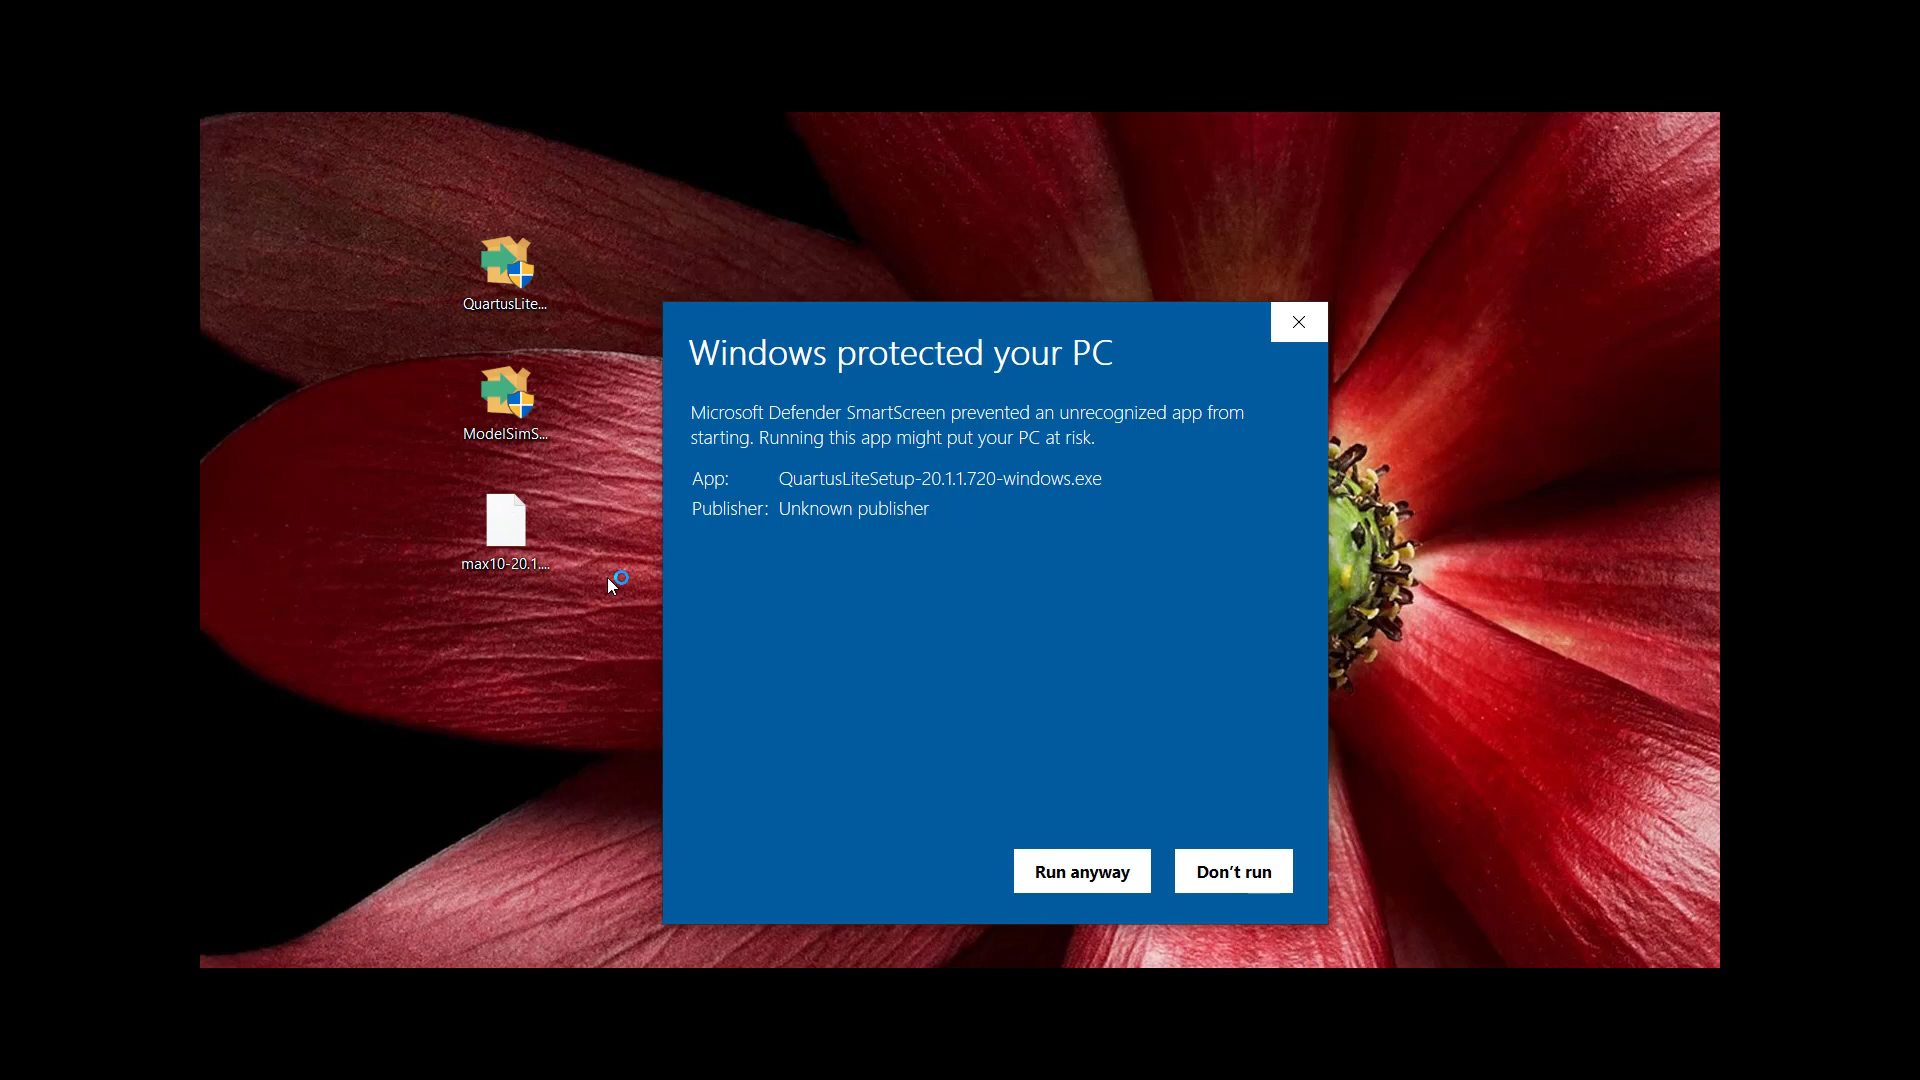 QuartusLite...
ModelSimS...
max10-20.1....
Windows protected your PC
Microsoft Defender SmartScreen prevented an unrecognized app from
starting. Running this app might put your PC at risk.
App: QuartusLiteSetup-20.1.1.720-windows.exe
Publisher: Unknown publisher
Run anyway
Don't run